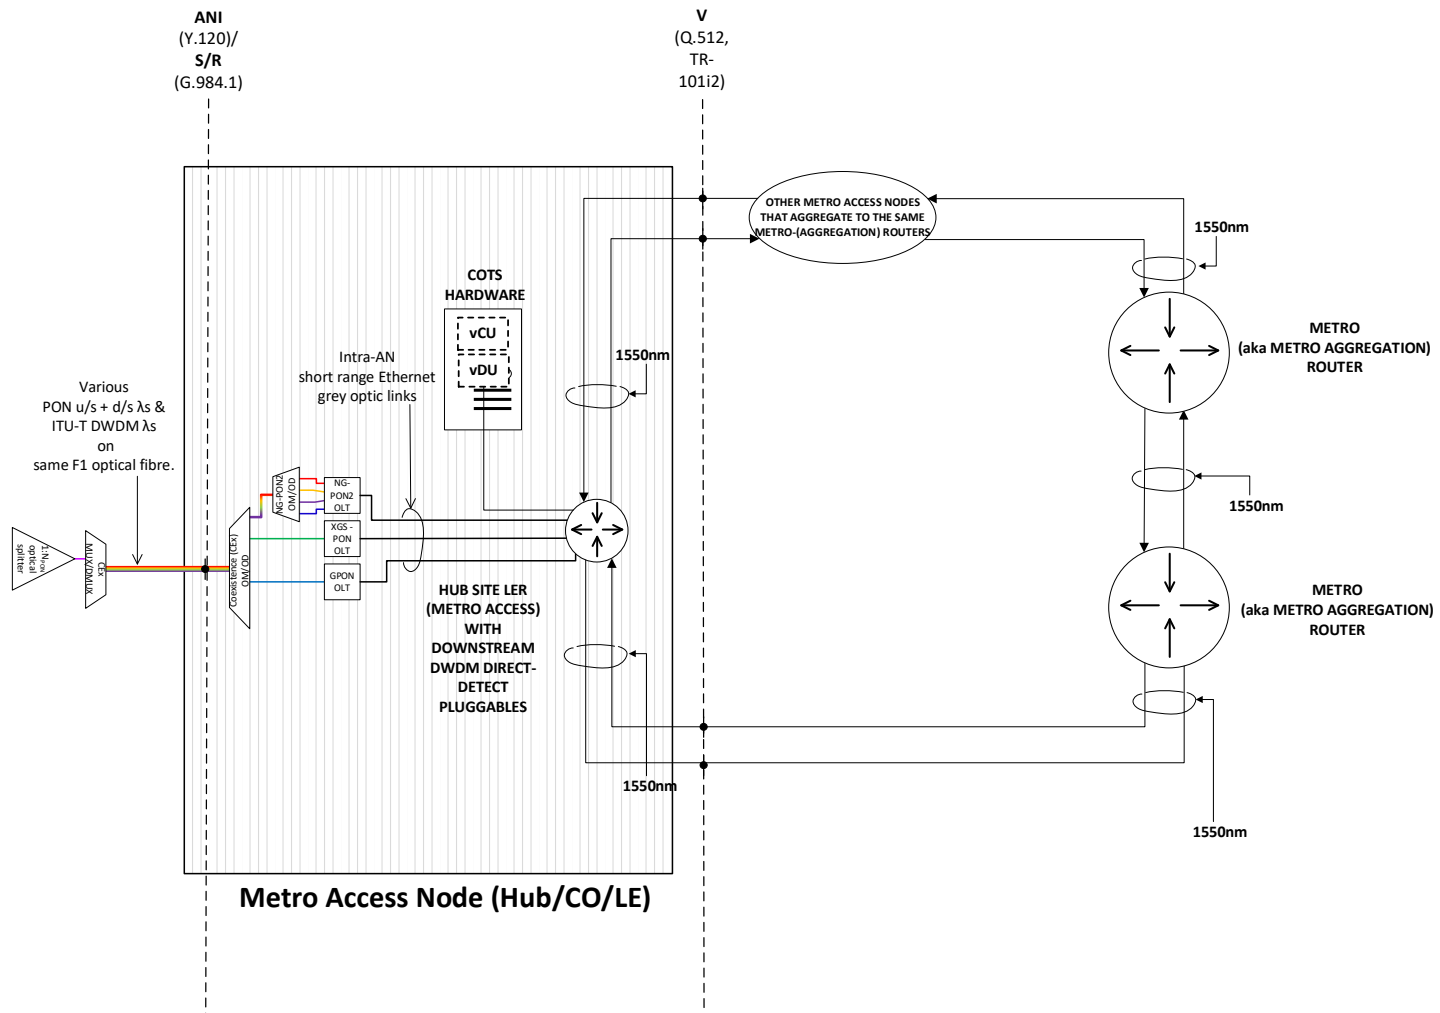 ANI
(Y.120)/
S/R
(G.984.1)
V
(Q.512,
TR-
101i2)
OTHER METRO ACCESS NODES
THAT AGGREGATE TO THE SAME
METRO-(AGGREGATION) ROUTERS
1550nm
COTS
HARDWARE
vCU
vDU
1550nm
METRO
(aka METRO AGGREGATION)
ROUTER
Intra-AN
short range Ethernet
grey optic links
Various
PON u/s + d/s λs &
ITU-T DWDM λs
on
same F1 optical fibre.
1550nm
NG-PON2
OM/OD
NG-
PON2
OLT
XGS -
PON
OLT
GPON
OLT
Coexistence (CEx)
OM/OD
CEx
MUX/DMUX
optical
splitter
HUB SITE LER
(METRO ACCESS)
WITH
DOWNSTREAM
DWDM DIRECT-
DETECT
PLUGGABLES
METRO
(aka METRO AGGREGATION)
ROUTER
1550nm
1550nm
Metro Access Node (Hub/CO/LE)